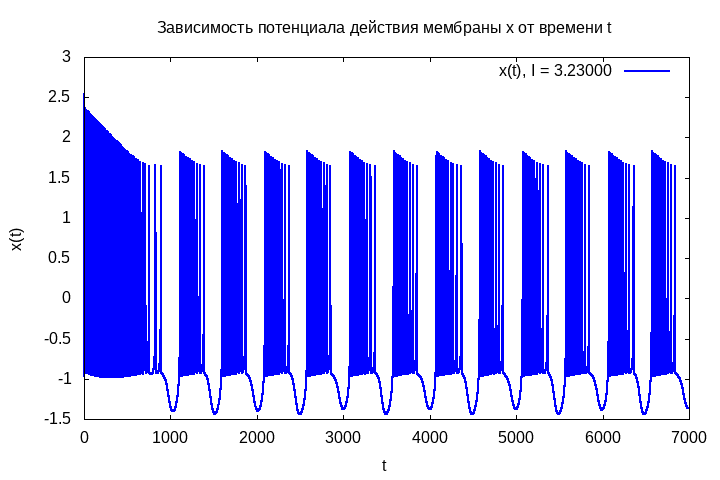 Зависимость потенциала действия мембраны x от времени t
x(t), I = 3.23000
3
2.5
2
1.5
1
0.5
0
-0.5
-1
-1.5
x(t)
0 1000 2000 3000 4000 5000 6000 7000
t